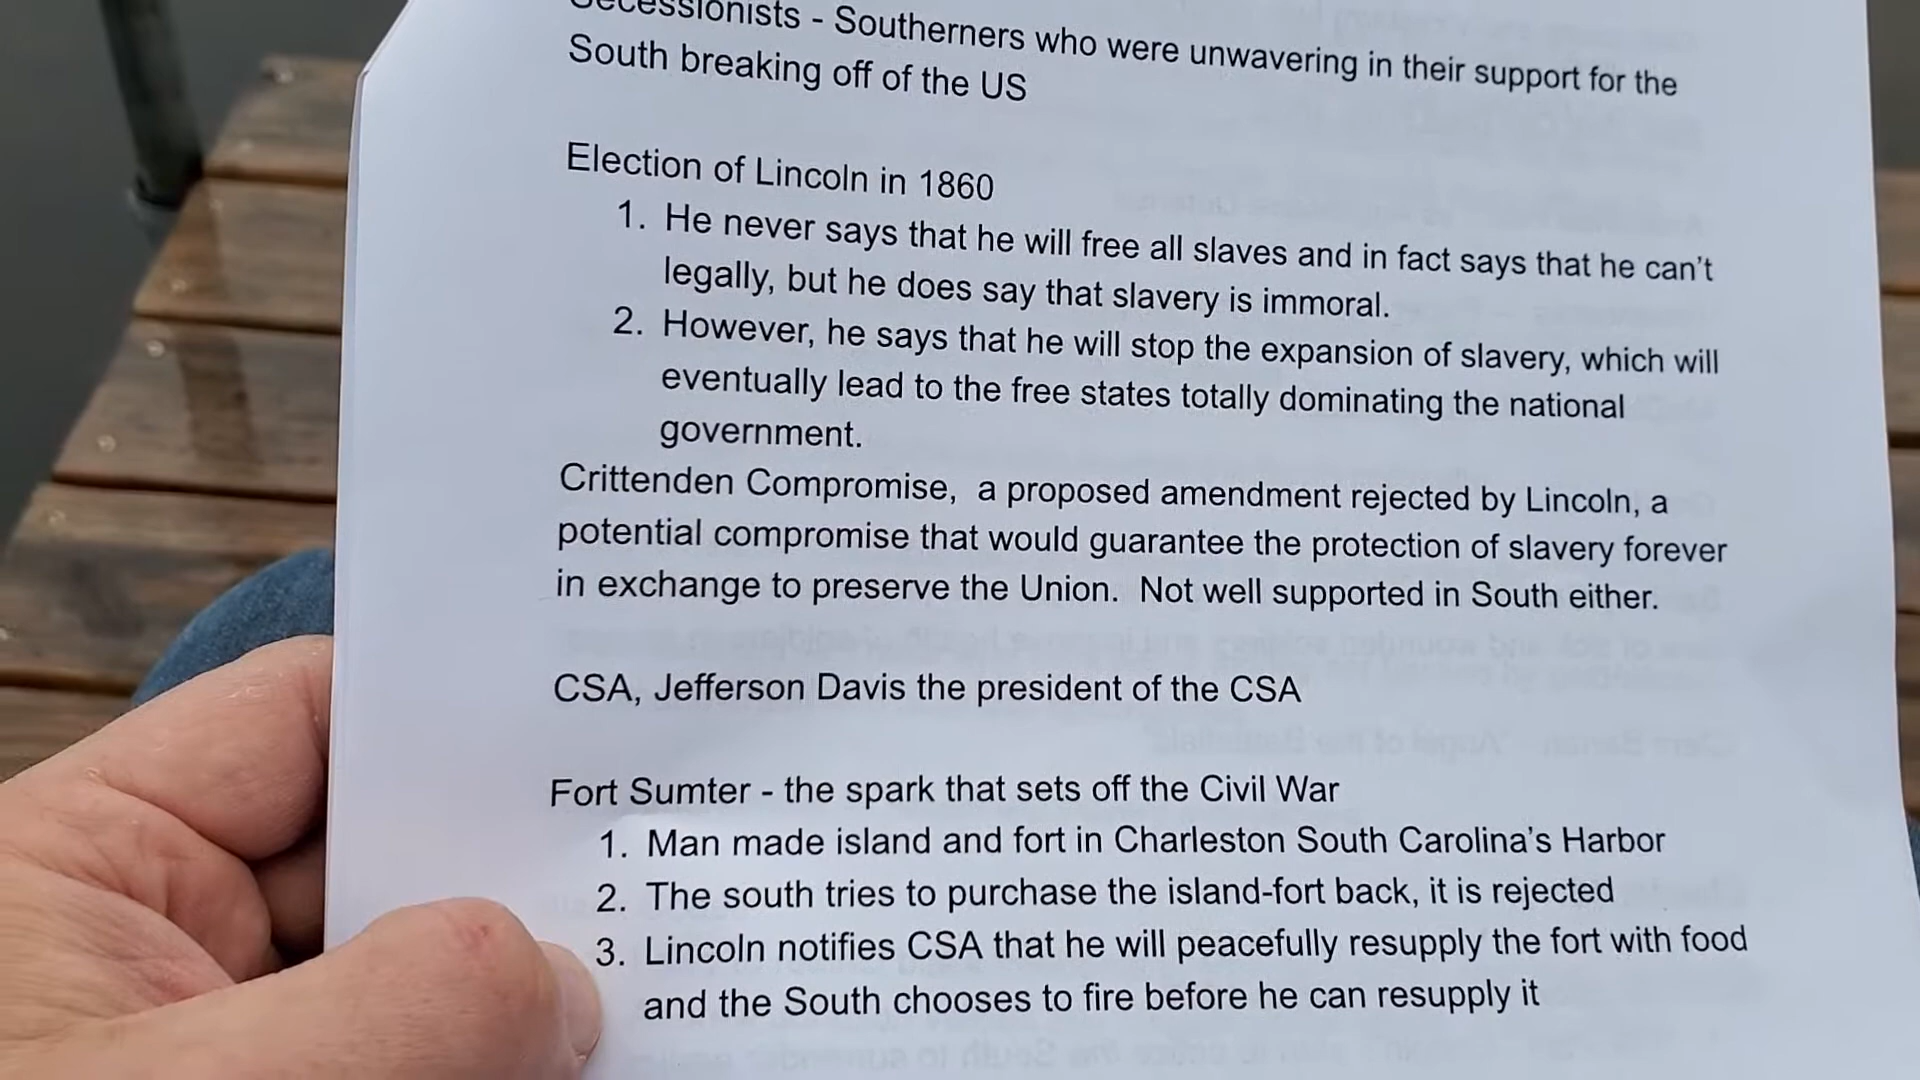 Secessionists - Southerners who were unwavering in their support for the
South breaking off of the US
Election of Lincoln in 1860
1. He never says that he will free all slaves and in fact says that he can't
legally, but he does say that slavery is immoral.
2. However, he says that he will stop the expansion of slavery, which will
eventually lead to the free states totally dominating the national
government.
Crittenden Compromise, a proposed amendment rejected by Lincoln, a
potential compromise that would guarantee the protection of slavery forever
in exchange to preserve the Union. Not well supported in South either.
CSA, Jefferson Davis the president of the CSA
Fort Sumter - the spark that sets off the Civil War
1. Man made island and fort in Charleston South Carolina's Harbor
2. The south tries to purchase the island-fort back, it is rejected
3. Lincoln notifies CSA that he will peacefully resupply the fort with food
and the South chooses to fire before he can resupply it